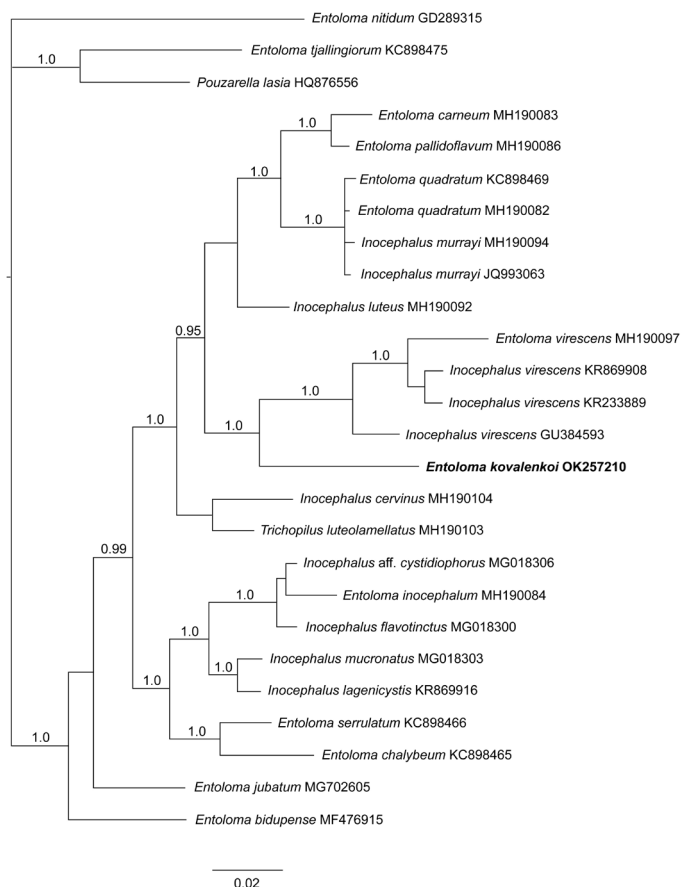 Entoloma nitidum GD289315
Entoloma tjallingiorum KC898475
1.0
Pouzarella lasia HQ876556
Entoloma carneum MH190083
1.0
Entoloma pallidoflavum MH190086
1.0
Entoloma quadratum KC898469
Entoloma quadratum MH190082
1.0
Inocephalus murrayi MH190094
Inocephalus murrayi JQ993063
Inocephalus luteus MH190092
0.95
Entoloma virescens MH190097
1.0
Inocephalus virescens KR869908
1.0
Inocephalus virescens KR233889
1.0
1.0
Inocephalus virescens GU384593
Entoloma kovalenkoi OK257210
Inocephalus cervinus MH190104
Trichopilus luteolamellatus MH190103
0.99
Inocephalus aff. cystidiophorus MG018306
1.0
Entoloma inocephalum MH190084
Inocephalus flavotinctus MG018300
1.0
Inocephalus mucronatus MG018303
1.0
1.0
Inocephalus lagenicystis KR869916
Entoloma serrulatum KC898466
1.0
1.0
Entoloma chalybeum KC898465
Entoloma jubatum MG702605
Entoloma bidupense MF476915
0.02